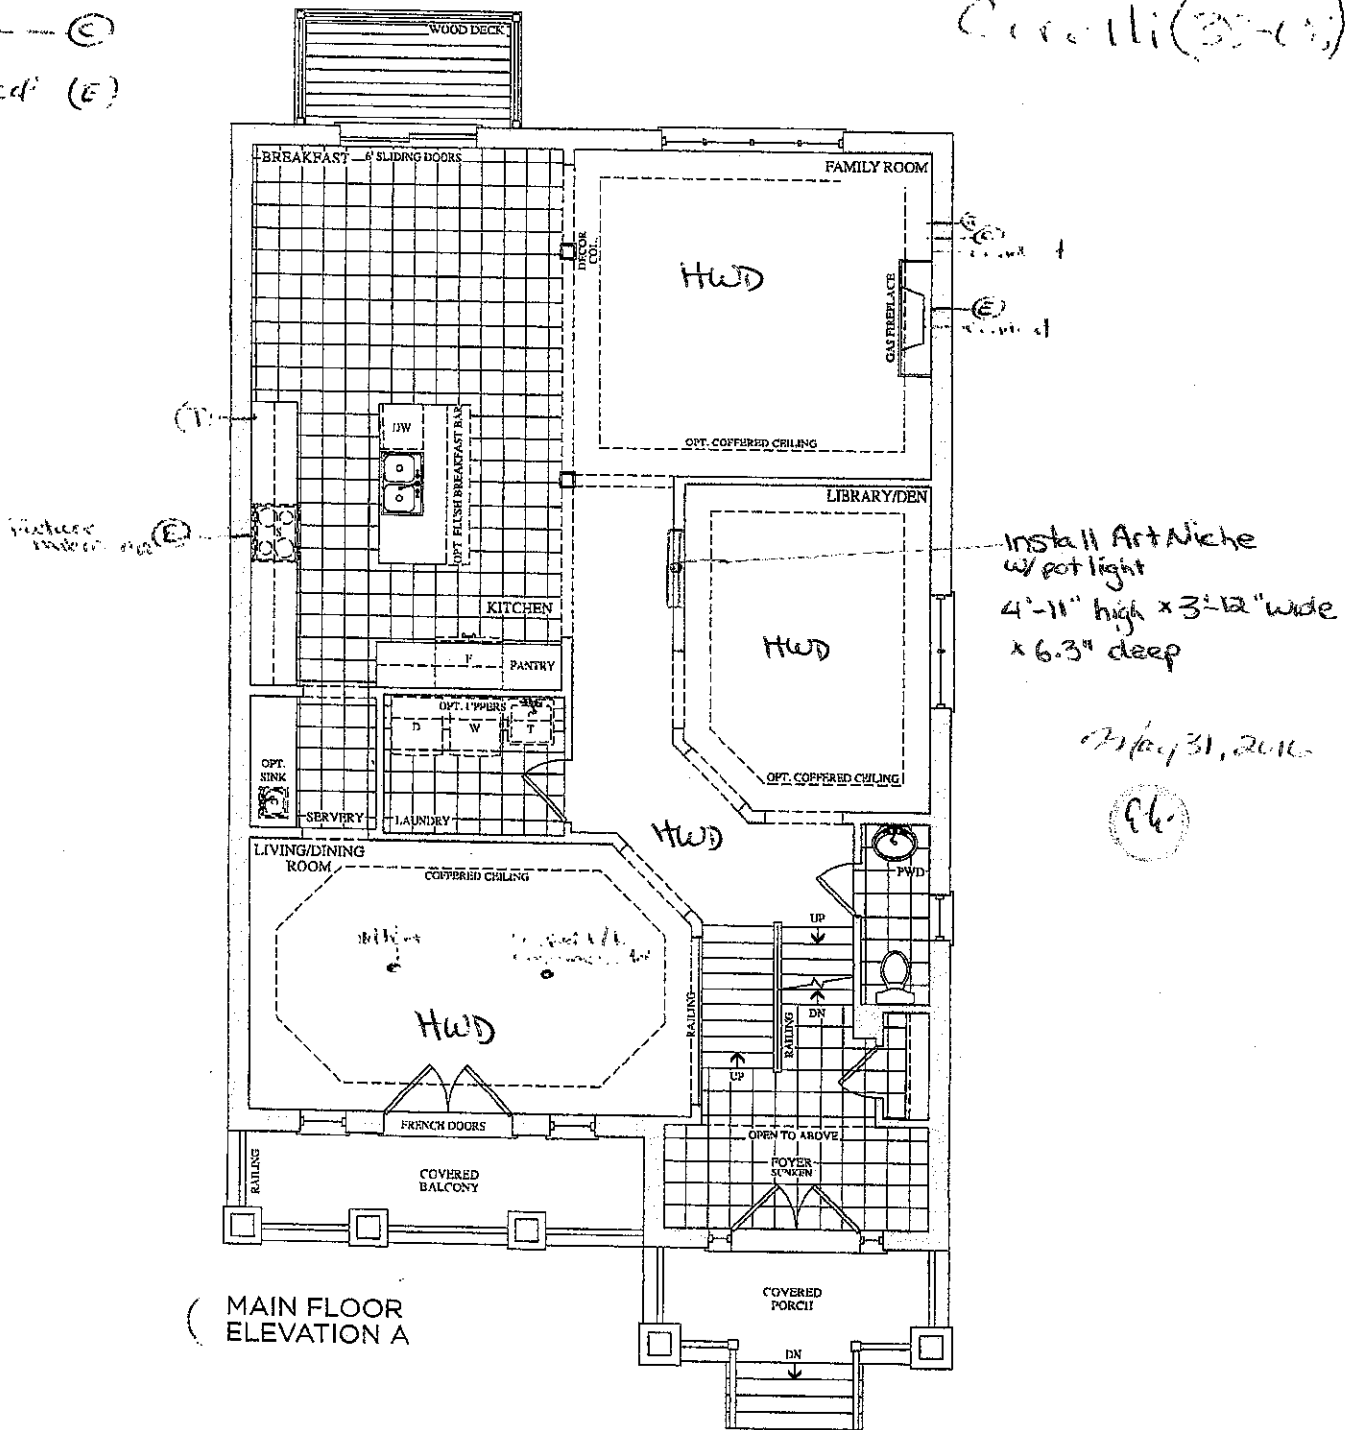 (E)
WOOD DECK
BREAKFAST
6' SLIDING DOORS
FAMILY ROOM
DECOR COL.
HWD
GAS FIREPLACE
(E)
OPT. COFFERED CEILING
DW
OPT FLUSH BREAKFAST BAR
LIBRARY/DEN
(E)
Install Art Niche
w/ pot light
4'-11" high x 3'-12" wide
x 6.3" deep
KITCHEN
HWD
F
PANTRY
OPT. UPPERS
D
W
T
May 31,
OPT.
SINK
OPT. COFFERED CEILING
SERVERY
LAUNDRY
HWD
LIVING/DINING
ROOM
COFFERED CEILING
PWD
UP
HWD
RAILING
RAILING
DN
UP
FRENCH DOORS
OPEN TO ABOVE
FOYER
SUNKEN
RAILING
COVERED
BALCONY
COVERED
PORCH
MAIN FLOOR
ELEVATION A
DN